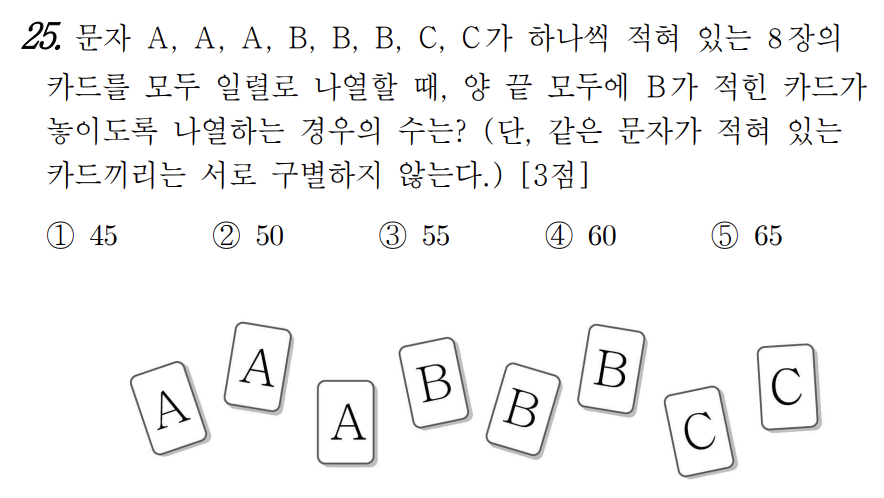 25. 문자 A, A, A, B, B, B, C, C가 하나씩 적혀 있는 8장의
카드를 모두 일렬로 나열할 때, 양 끝 모두에 B가 적힌 카드가
놓이도록 나열하는 경우의 수는? (단, 같은 문자가 적혀 있는
카드끼리는 서로 구별하지 않는다.) [3점]
① 45 ② 50 ③ 55 ④ 60 ⑤ 65
A A A B B B C C